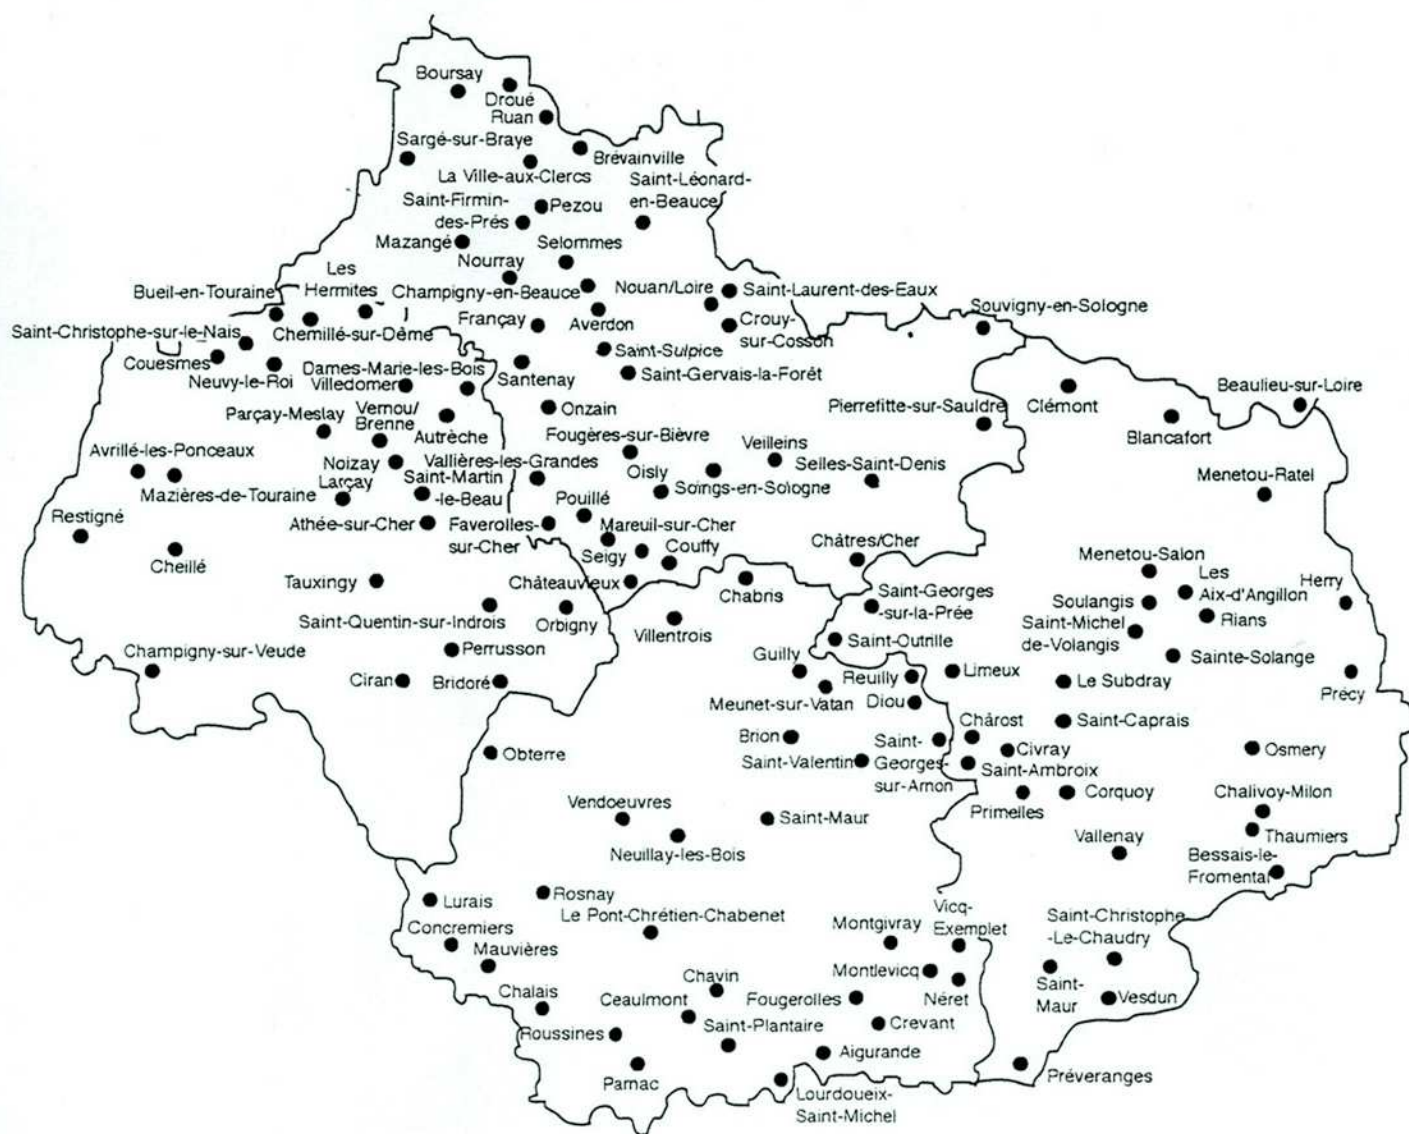 Boursay
Droué
Ruan
Sargé-sur-Braye
Brévainville
La Ville-aux-Clercs
Saint-Léonard-
en-Beauce
Saint-Firmin-
des-Prés
Pezou
Mazangé
Selommes
Nourray
Les
Hermites
Bueil-en-Touraine
Champigny-en-Beauce
Nouan/Loire
Saint-Laurent-des-Eaux
Souvigny-en-Sologne
Saint-Christophe-sur-le-Nais
Chemillé-sur-Dême
Françay
Averdon
Crouy-
sur-Cosson
Couesmes
Neuvy-le-Roi
Dames-Marie-les-Bois
Villedomer
Saint-Sulpice
Santenay
Saint-Gervais-la-Forêt
Beaulieu-sur-Loire
Clémont
Blancafort
Parçay-Meslay
Vernou/
Brenne
Autrèche
Onzain
Pierrefitte-sur-Sauldre
Fougères-sur-Bièvre
Veilleins
Avrillé-les-Ponceaux
Noizay
Vallières-les-Grandes
Oisly
Selles-Saint-Denis
Menetou-Ratel
Mazières-de-Touraine
Larçay
Saint-Martin
-le-Beau
Soings-en-Sologne
Pouillé
Restigné
Athée-sur-Cher
Faverolles-
sur-Cher
Mareuil-sur-Cher
Seigy
Couffy
Châtres/Cher
Cheillé
Tauxingy
Châteauvieux
Chabris
Menetou-Salon
Les
Aix-d'Angillon
Herry
Saint-Georges
-sur-la-Prée
Soulangis
Rians
Saint-Quentin-sur-Indrois
Orbigny
Villentrois
Saint-Michel
de-Volangis
Saint-Outrille
Champigny-sur-Veude
Perrusson
Guilly
Sainte-Solange
Ciran
Bridoré
Reuilly
Limeux
Le Subdray
Précy
Meunet-sur-Vatan
Diou
Saint-Caprais
Obterre
Brion
Saint-
Georges-
sur-Arnon
Chârost
Civray
Osmery
Saint-Valentin
Saint-Ambroix
Primelles
Corquoy
Chalivoy-Milon
Vendoeuvres
Saint-Maur
Thaumiers
Neuillay-les-Bois
Vallenay
Bessais-le-
Fromental
Lurais
Rosnay
Le Pont-Chrétien-Chabenet
Vicq-
Exemplet
Saint-Christophe
-Le-Chaudry
Concremiers
Montgivray
Mauvières
Montlevicq
Chavin
Néret
Saint-
Maur
Vesdun
Chalais
Ceaulmont
Fougerolles
Roussines
Saint-Plantaire
Crevant
Aigurande
Parnac
Préveranges
Lourdoueix-
Saint-Michel